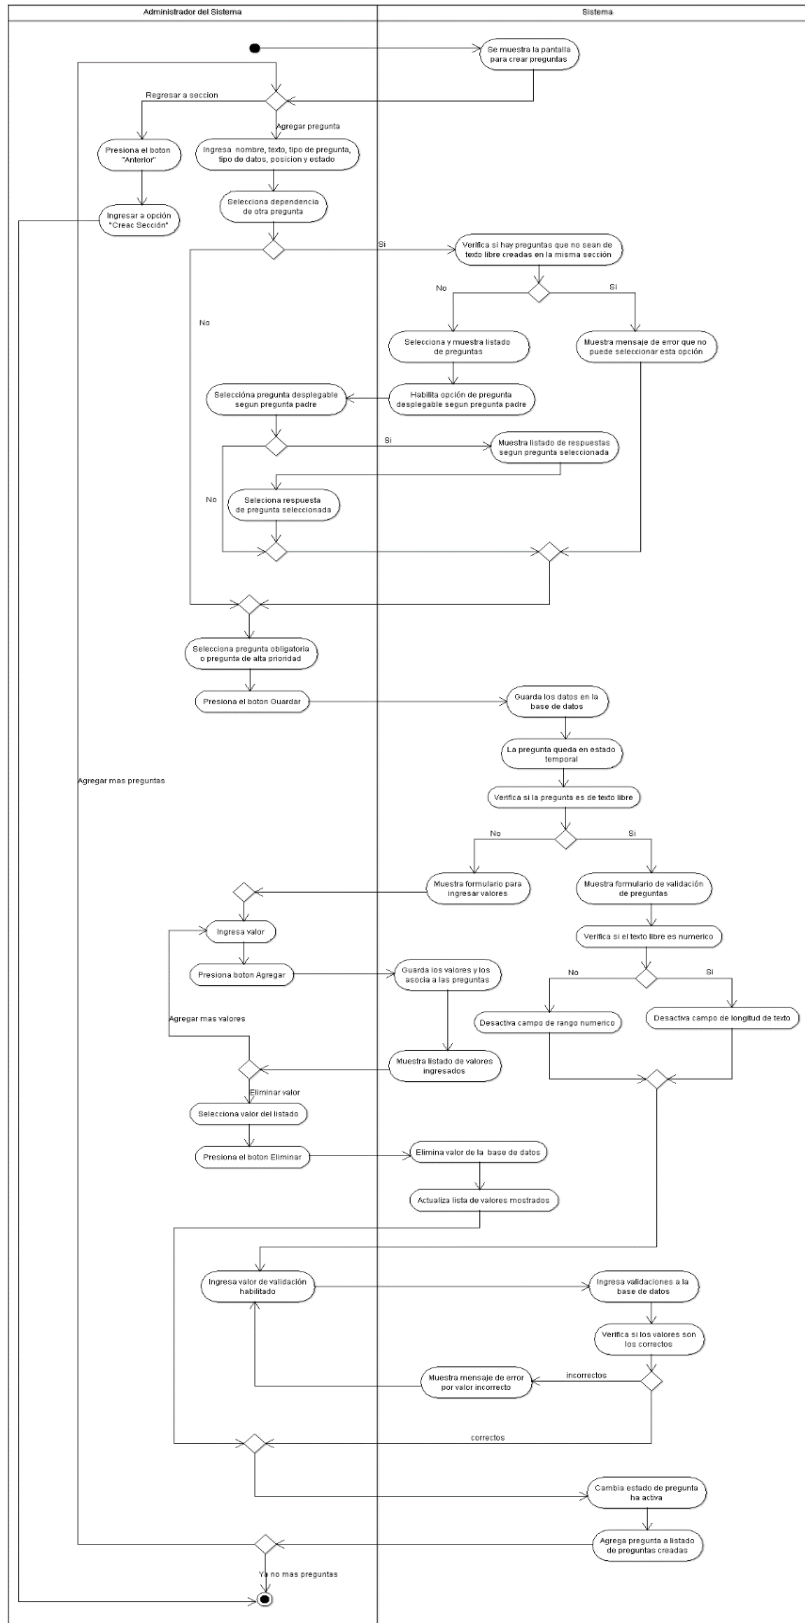 Administrador del Sistema
Sistema
Se muestra la pantalla
para crear preguntas
Regresar a seccion
Agregar pregunta
Presiona el boton
"Anterior"
Ingresa nombre, texto, tipo de pregunta,
tipo de datos, posicion y estado
Ingresar a opción
"Creac Sección"
Selecciona dependencia
de otra pregunta
Si
Verifica si hay preguntas que no sean de
texto libre creadas en la misma sección
No
Si
No
Selecciona y muestra listado
de preguntas
Muestra mensaje de error que no
puede seleccionar esta opción
Selecciona pregunta desplegable
segun pregunta padre
Habilita opción de pregunta
desplegable segun pregunta padre
Si
Muestra listado de respuestas
segun pregunta seleccionada
No
Seleciona respuesta
de pregunta seleccionada
Selecciona pregunta obligatoria
o pregunta de alta prioridad
Presiona el boton Guardar
Guarda los datos en la
base de datos
La pregunta queda en estado
temporal
Agregar mas preguntas
Verifica si la pregunta es de texto libre
No
Si
Muestra formulario para
ingresar valores
Muestra formulario de validación
de preguntas
Ingresa valor
Verifica si el texto libre es numerico
Presiona boton Agregar
Guarda los valores y los
asocia a las preguntas
No
Si
Agregar mas valores
Desactiva campo de rango numerico
Desactiva campo de longitud de texto
Muestra listado de valores
ingresados
Eliminar valor
Selecciona valor del listado
Presiona el boton Eliminar
Elimina valor de la base de datos
Actualiza lista de valores mostrados
Ingresa valor de validación
habilitado
Ingresa validaciones a la
base de datos
Verifica si los valores son
los correctos
Muestra mensaje de error
por valor incorrecto
incorrectos
correctos
Cambia estado de pregunta
ha activa
Agrega pregunta a listado
de preguntas creadas
Ya no mas preguntas